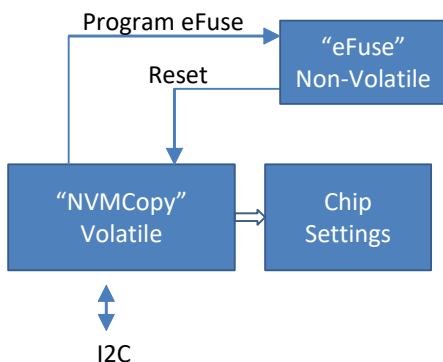 Program eFuse
“eFuse”
Non-Volatile
Reset
“NVMCopy”
Volatile
Chip
Settings
I2C